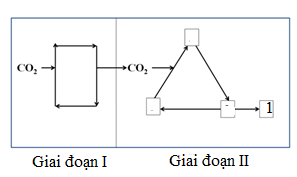 CO₂ CO₂
1
Giai đoạn I Giai đoạn II